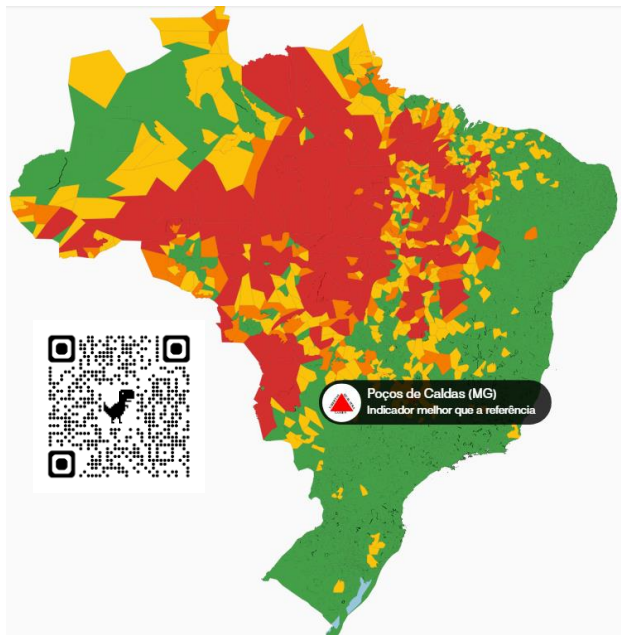 Poços de Caldas (MG)
Indicador melhor que a referência